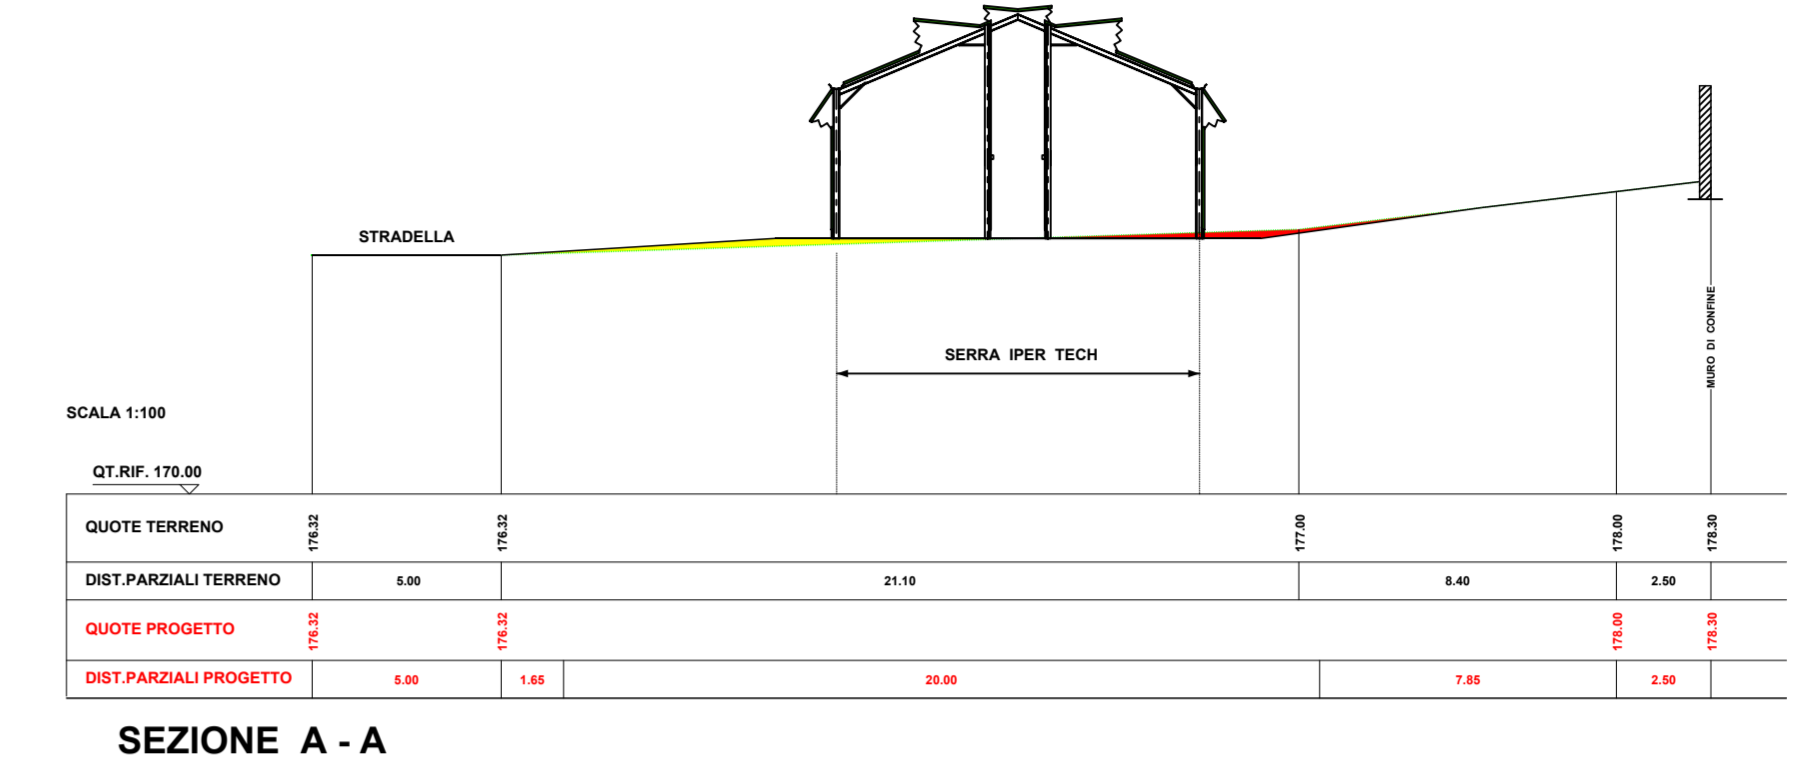 STRADELLA
SERRA IPER TECH
MURO DI CONFINE
SCALA 1:100
QT.RIF. 170.00
QUOTE TERRENO 176.32 176.32 177.00 178.00 178.30
DIST.PARZIALI TERRENO 5.00 21.10 8.40 2.50
QUOTE PROGETTO 176.32 176.32 178.00 178.30
DIST.PARZIALI PROGETTO 5.00 1.65 20.00 7.85 2.50
SEZIONE A - A